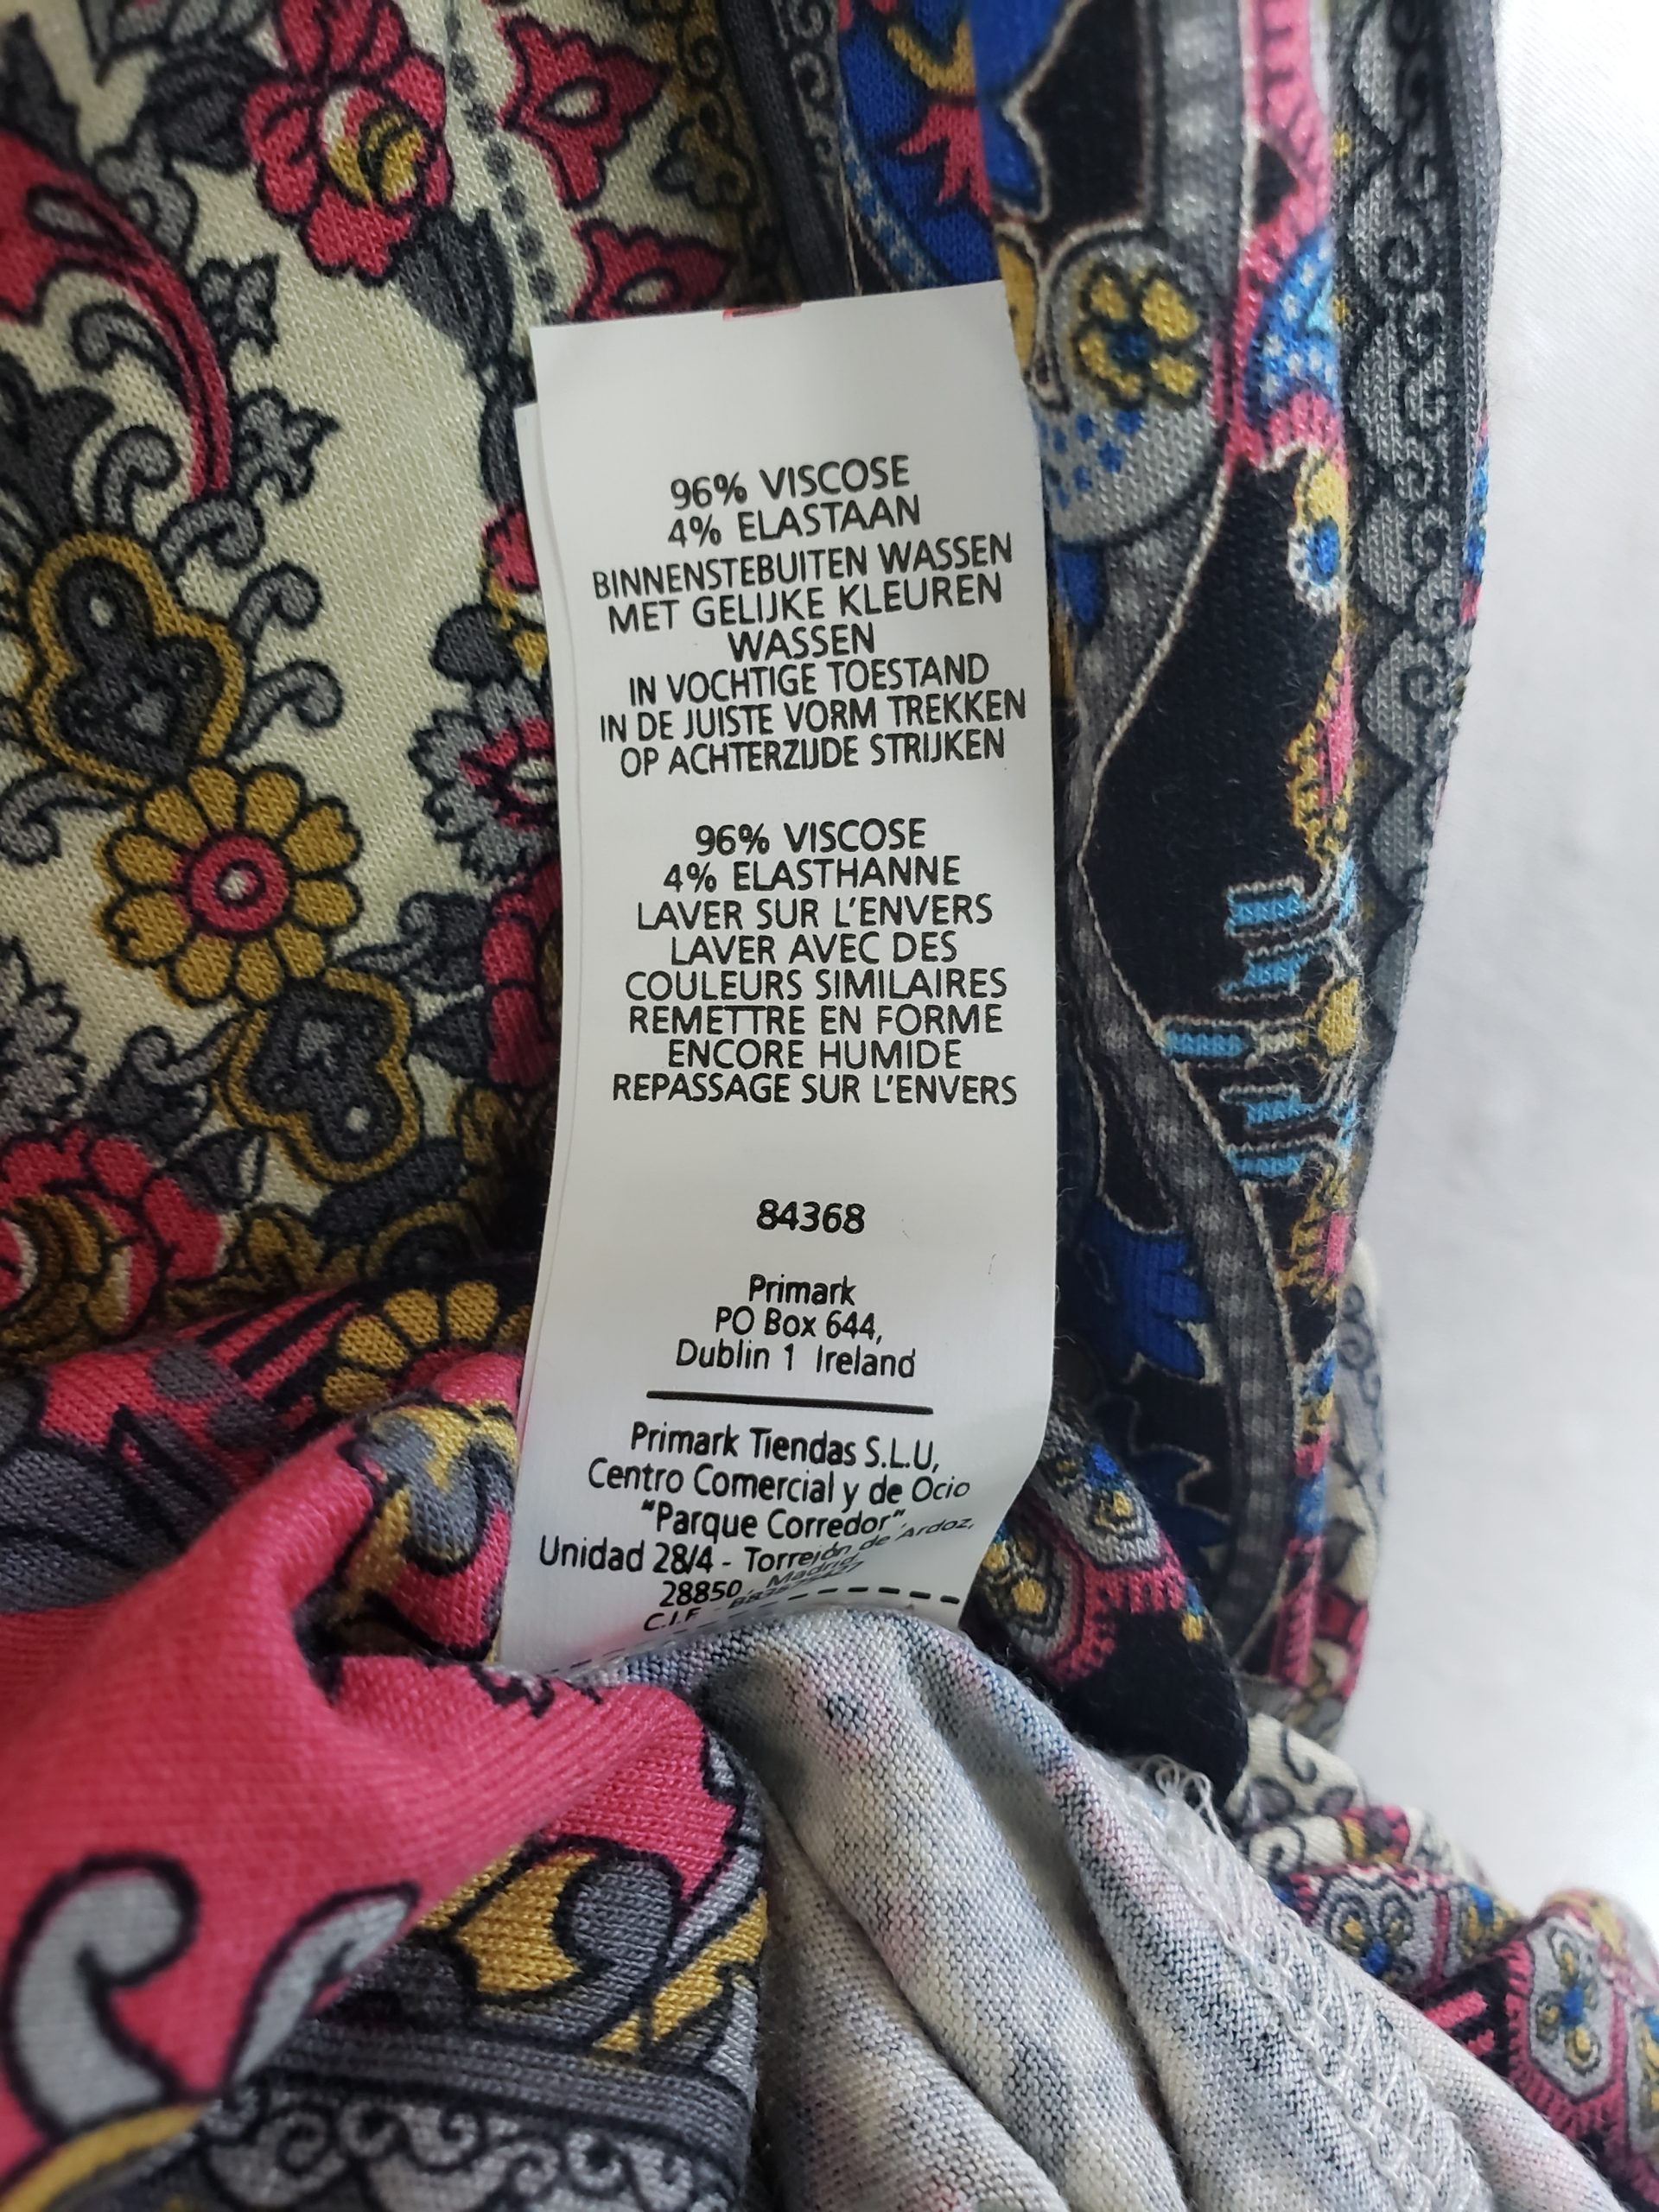 96% VISCOSE
4% ELASTAAN
BINNENSTEBUITEN WASSEN
MET GELIJKE KLEUREN
WASSEN
IN VOCHTIGE TOESTAND
IN DE JUISTE VORM TREKKEN
OP ACHTERZIJDE STRIJKEN
96% VISCOSE
4% ELASTHANNE
LAVER SUR L'ENVERS
LAVER AVEC DES
COULEURS SIMILAIRES
REMETTRE EN FORME
ENCORE HUMIDE
REPASSAGE SUR L'ENVERS
84368
Primark
PO Box 644,
Dublin 1 Ireland
Primark Tiendas S.L.U,
Centro Comercial y de Ocio
"Parque Corredor",
Unidad 28/4 - Torrejón de Ardoz,
28850, Madrid
C.I.F. -